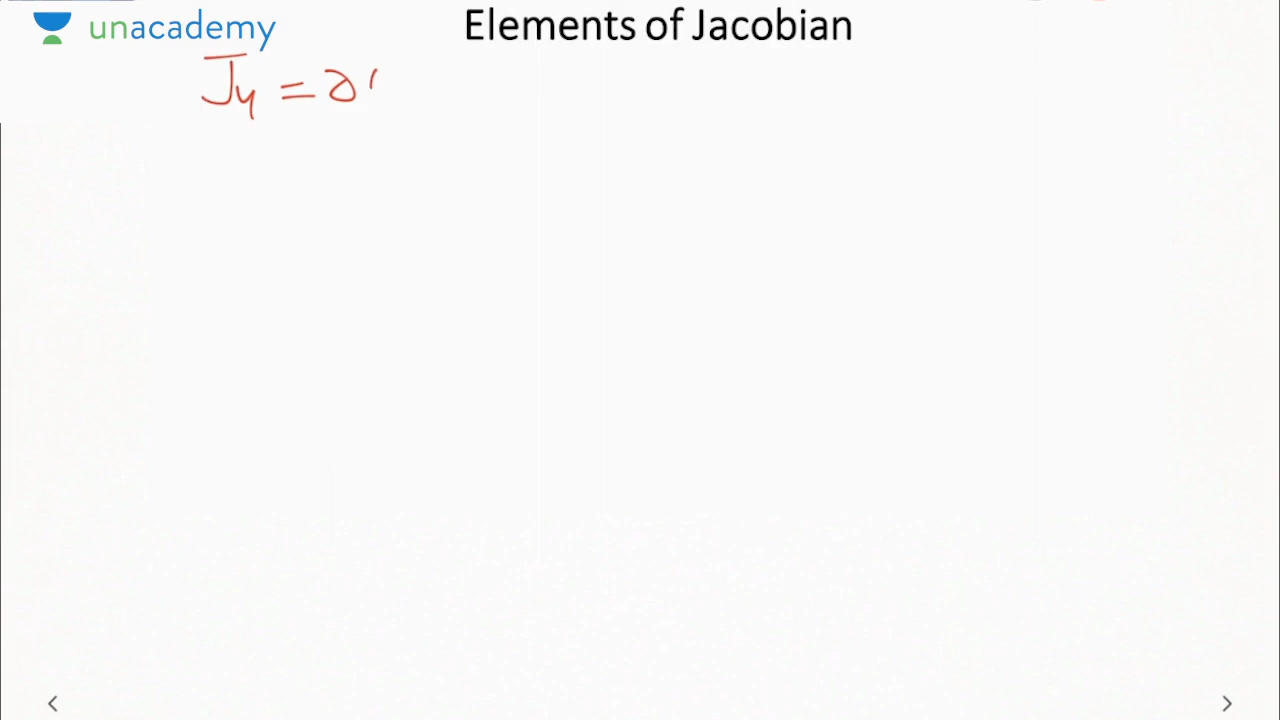 unacademy
Elements of Jacobian
J₄ = ∂